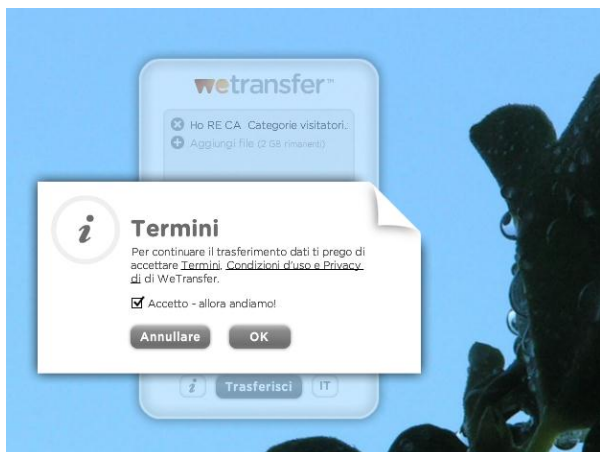 wetransfer™
Ho RE CA Categorie visitatori.
Aggiungi file (2 GB rimanenti)
Termini
Per continuare il trasferimento dati ti prego di
accettare Termini, Condizioni d'uso e Privacy
di di WeTransfer.
Accetto - allora andiamo!
Annullare OK
i Trasferisci IT